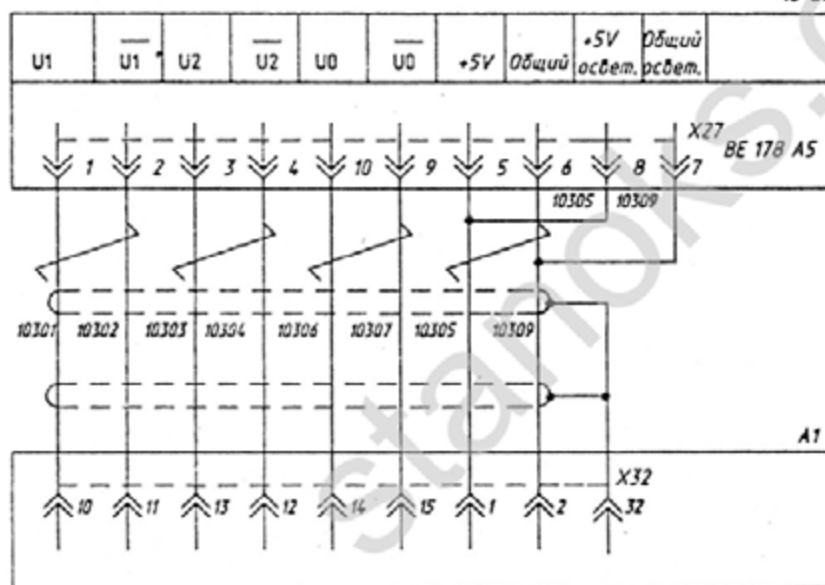 U1 U1 U2 U2 U0 U0 +5V Общий +5V освет. Общий освет.
X27
BE 178 A5
1 2 3 4 10 9 5 6 8 7
10305 10309
10301 10302 10303 10304 10306 10307 10305 10309
A1
X32
10 11 13 12 14 15 1 2 32
stanoks.